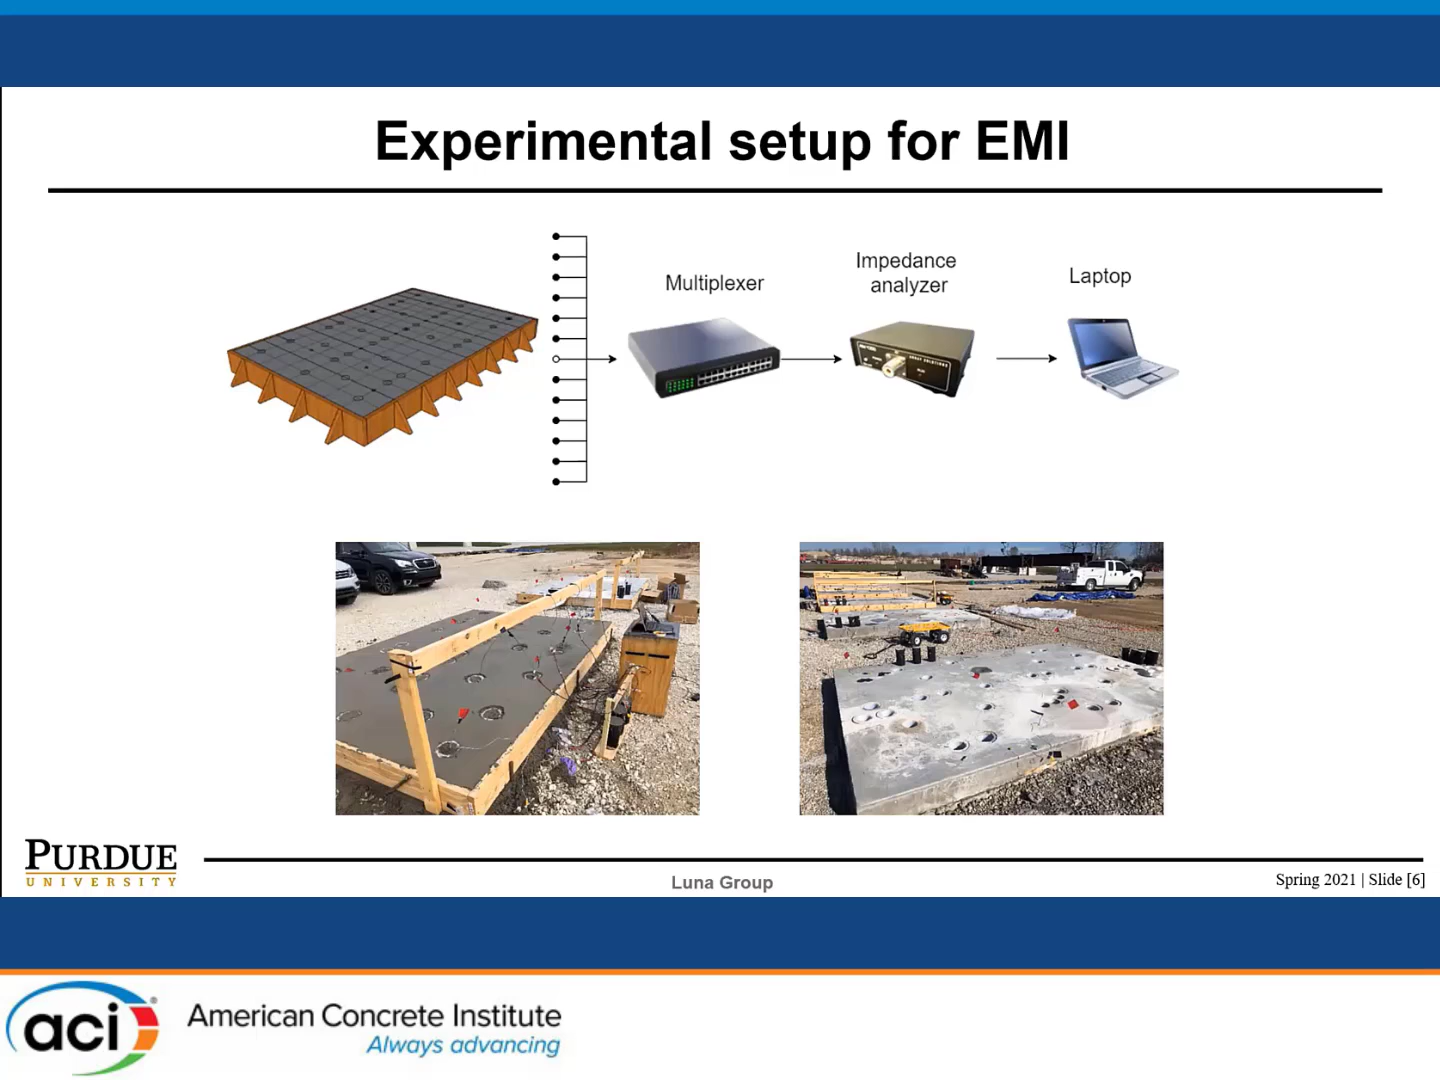 Experimental setup for EMI
Multiplexer
Impedance
analyzer
Laptop
PURDUE
UNIVERSITY
Luna Group
Spring 2021 | Slide [6]
aci
American Concrete Institute
Always advancing